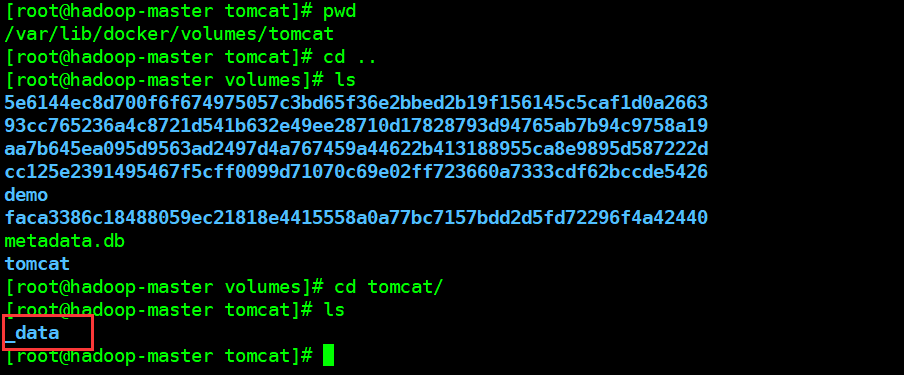 [root@hadoop-master tomcat]# pwd
/var/lib/docker/volumes/tomcat
[root@hadoop-master tomcat]# cd ..
[root@hadoop-master volumes]# ls
5e6144ec8d700f6f674975057c3bd65f36e2bbed2b19f156145c5caf1d0a2663
93cc765236a4c8721d541b632e49ee28710d17828793d94765ab7b94c9758a19
aa7b645ea095d9563ad2497d4a767459a44622b413188955ca8e9895d587222d
cc125e2391495467f5cff0099d71070c69e02ff723660a7333cdf62bccde5426
demo
faca3386c18488059ec21818e4415558a0a77bc7157bdd2d5fd72296f4a42440
metadata.db
tomcat
[root@hadoop-master volumes]# cd tomcat/
[root@hadoop-master tomcat]# ls
_data
[root@hadoop-master tomcat]#